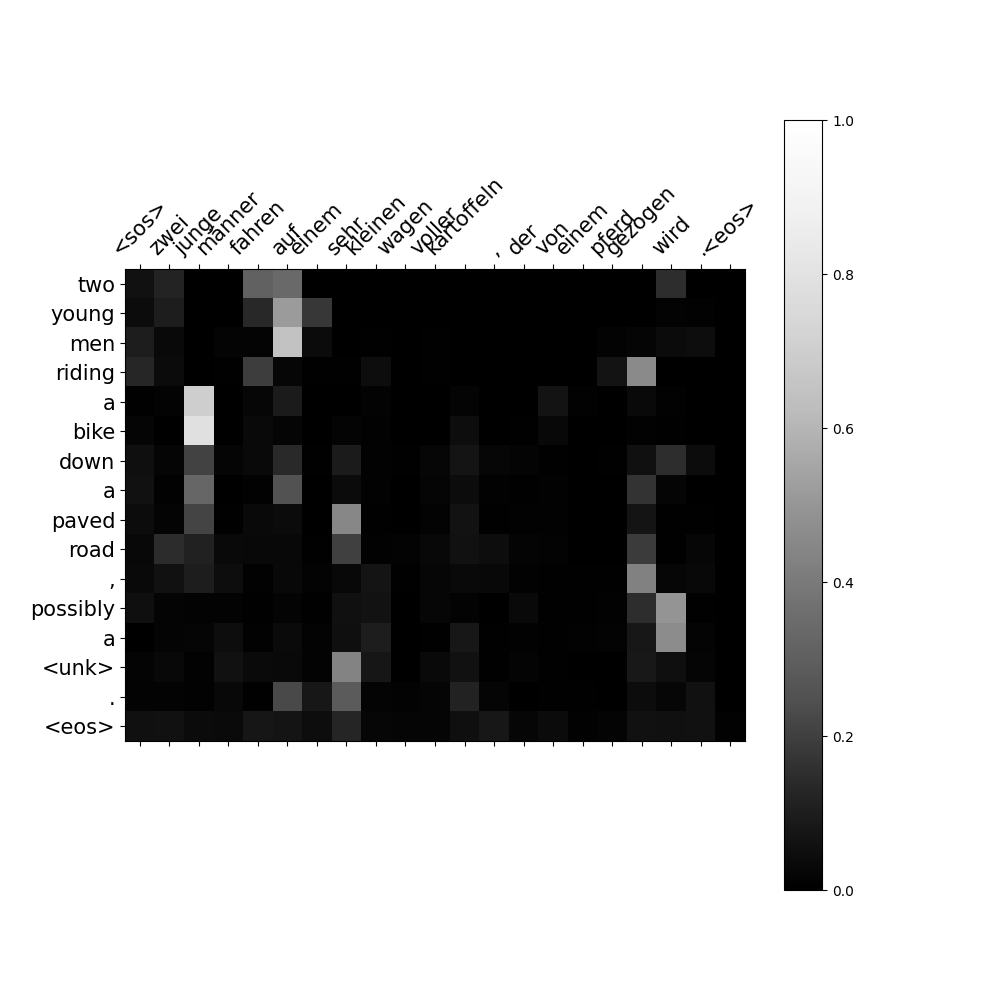 <sos> zwei junge männer fahren auf einem sehr kleinen wagen voller kartoffeln , der von einem pferd gezogen wird . <eos>
two
young
men
riding
a
bike
down
a
paved
road
,
possibly
a
<unk>
.
<eos>
1.0
0.8
0.6
0.4
0.2
0.0